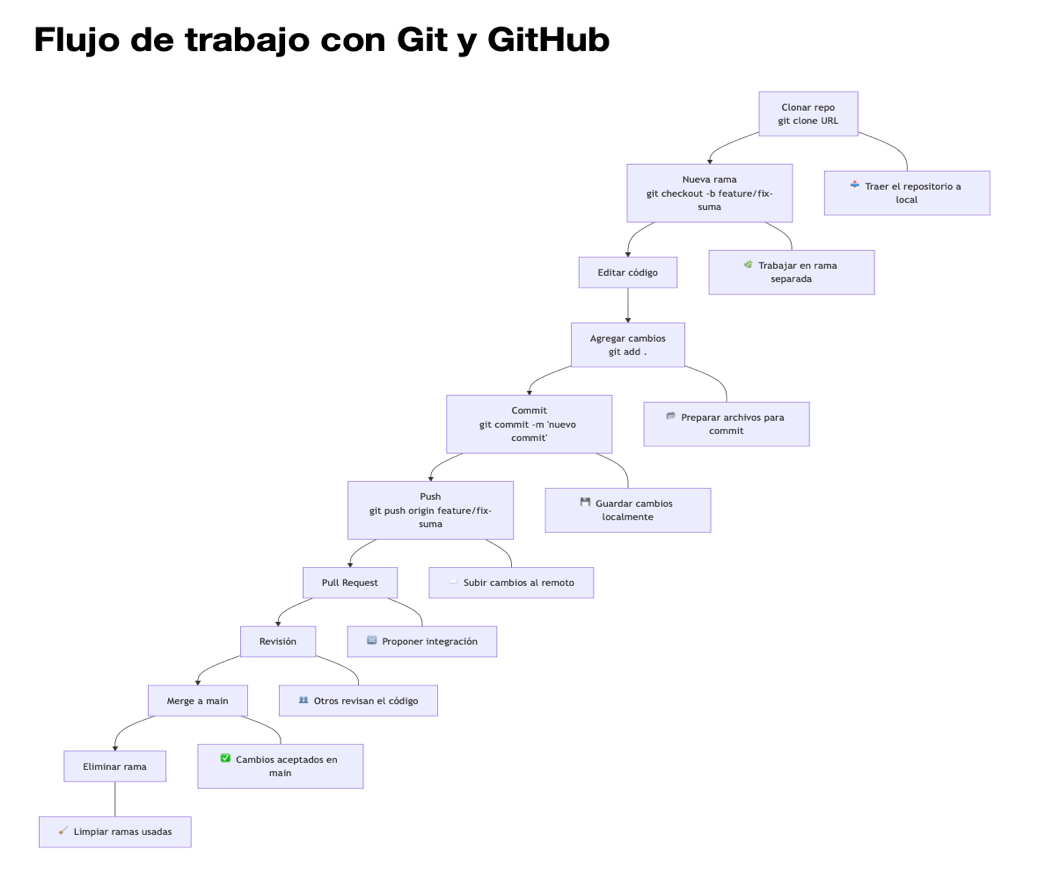 Flujo de trabajo con Git y GitHub
Clonar repo
git clone URL
Nueva rama
git checkout -b feature/fix-
suma
📥 Traer el repositorio a
local
Editar código
🌿 Trabajar en rama
separada
Agregar cambios
git add .
Commit
git commit -m 'nuevo
commit'
Preparar archivos para
commit
Push
git push origin feature/fix-
suma
💾 Guardar cambios
localmente
Pull Request
☁️ Subir cambios al remoto
Revisión
🔀 Proponer integración
Merge a main
👥 Otros revisan el código
Eliminar rama
✅ Cambios aceptados en
main
🧹 Limpiar ramas usadas